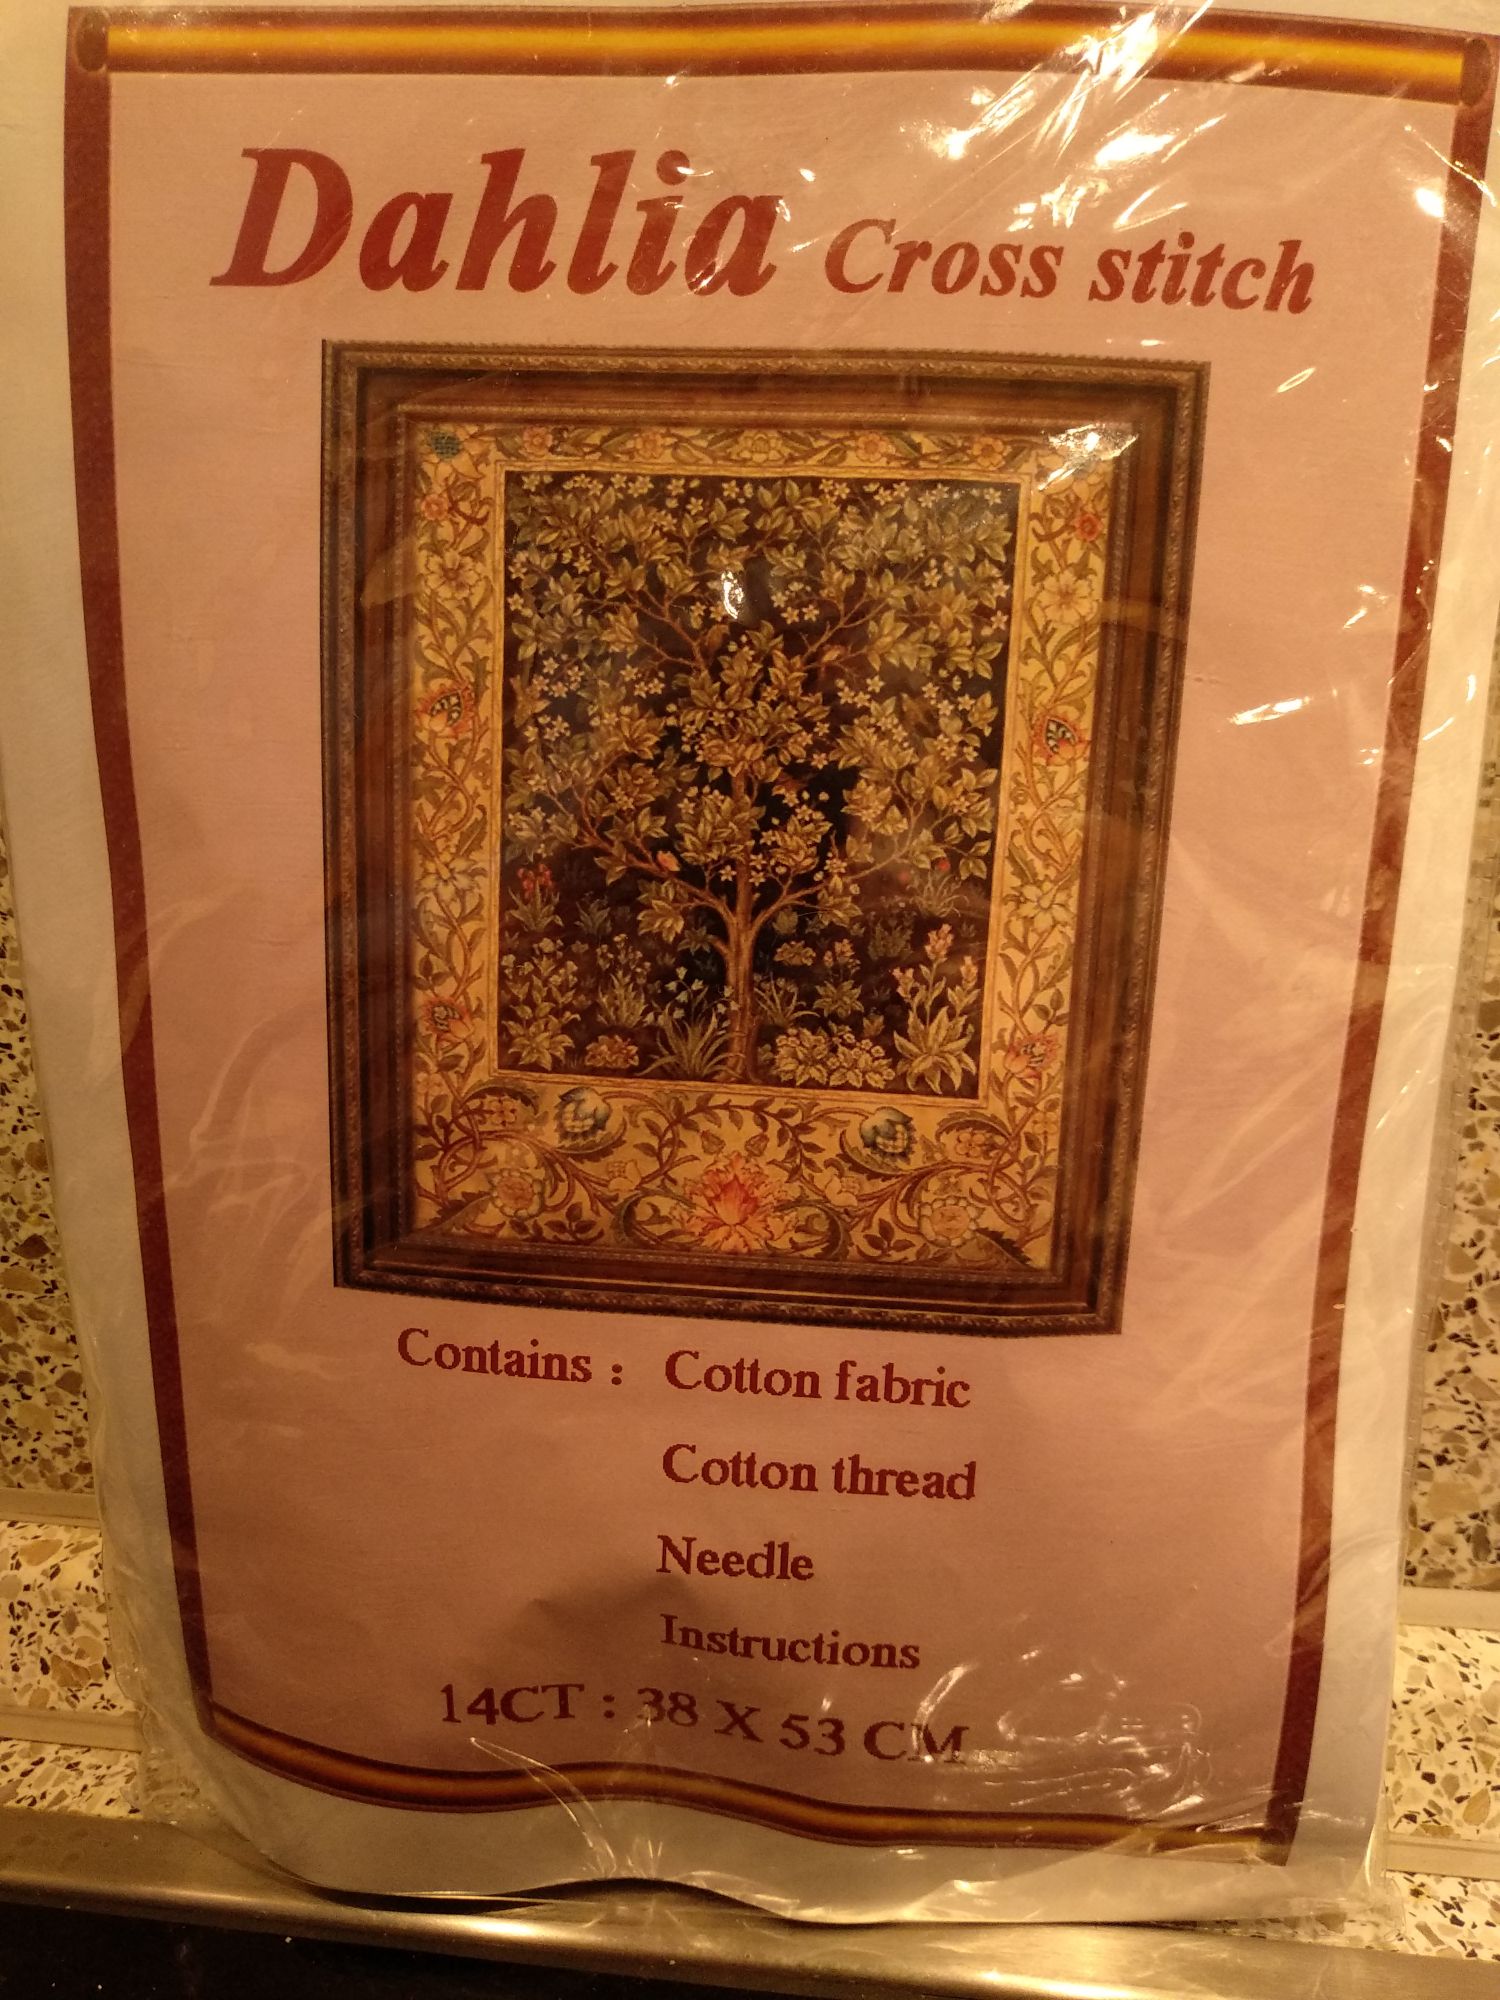 Dahlia Cross stitch
Contains : Cotton fabric
Cotton thread
Needle
Instructions
14CT : 38 X 53 CM